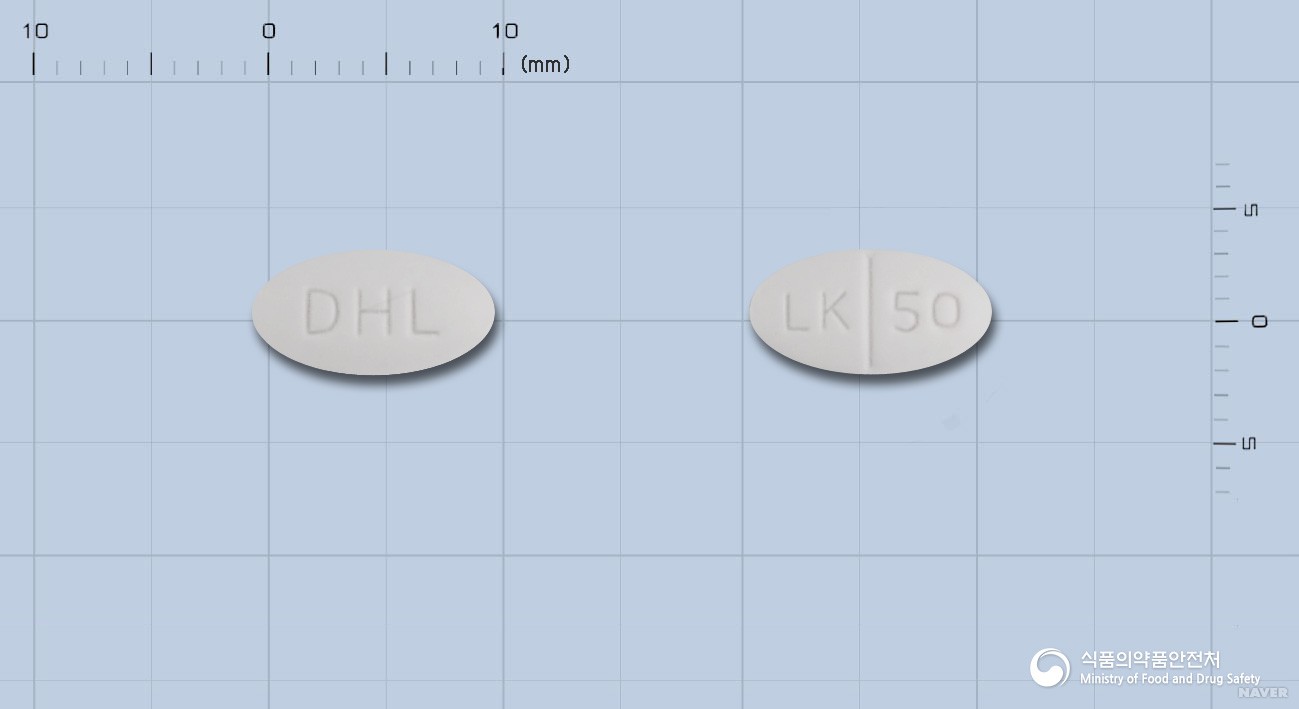 10 0 10
(mm)
5
DHL
LK 50
0
5
식품의약품안전처
Ministry of Food and Drug Safety
NAVER